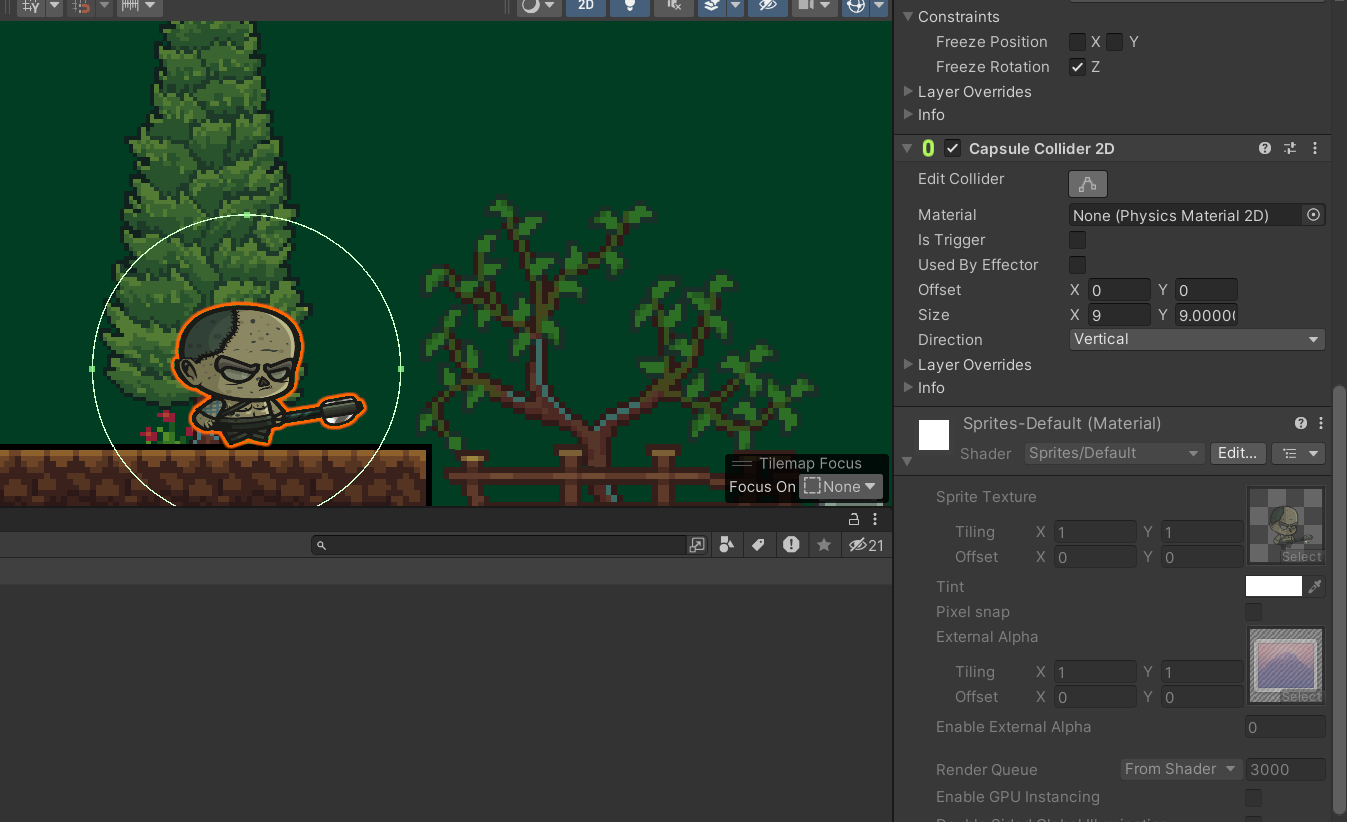 2D
Constraints
Freeze Position X Y
Freeze Rotation Z
Layer Overrides
Info
Capsule Collider 2D
Edit Collider
Material None (Physics Material 2D)
Is Trigger
Used By Effector
Offset X 0 Y 0
Size X 9 Y 9.00000
Direction Vertical
Layer Overrides
Info
Sprites-Default (Material)
Shader Sprites/Default Edit...
Tilemap Focus
Focus On None
21
Sprite Texture
Tiling X 1 Y 1
Offset X 0 Y 0
Select
Tint
Pixel snap
External Alpha
Tiling X 1 Y 1
Offset X 0 Y 0
Select
Enable External Alpha 0
Render Queue From Shader 3000
Enable GPU Instancing